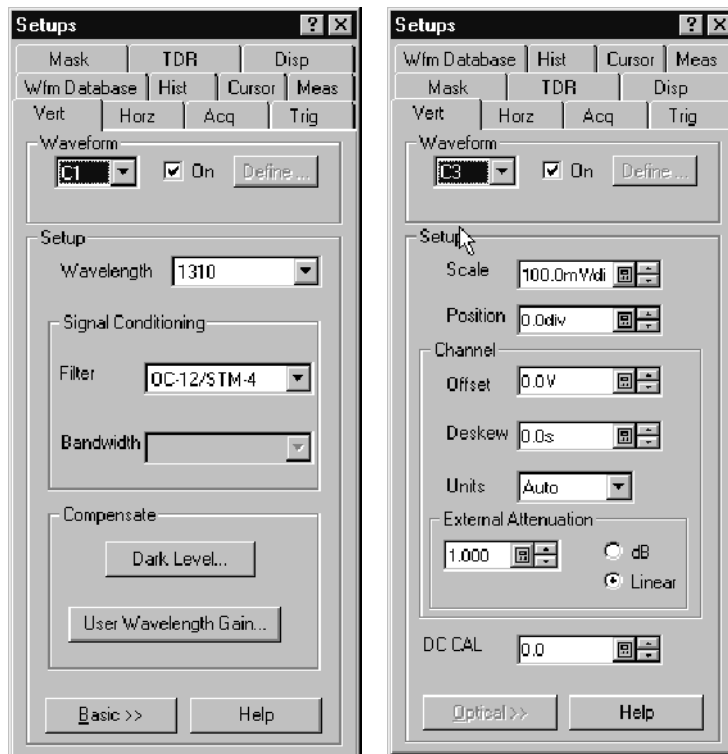 Setups
Mask TDR Disp
Wfm Database Hist Cursor Meas
Vert Horz Acq Trig
Waveform
C1 On Define ...
Setup
Wavelength 1310
Signal Conditioning
Filter OC-12/STM-4
Bandwidth
Compensate
Dark Level...
User Wavelength Gain...
Basic >> Help
Setups
Wfm Database Hist Cursor Meas
Mask TDR Disp
Vert Horz Acq Trig
Waveform
C3 On Define ...
Setup
Scale 100.0mV/di
Position 0.0div
Channel
Offset 0.0V
Deskew 0.0s
Units Auto
External Attenuation
1.000 dB
Linear
DC CAL 0.0
Optical >> Help